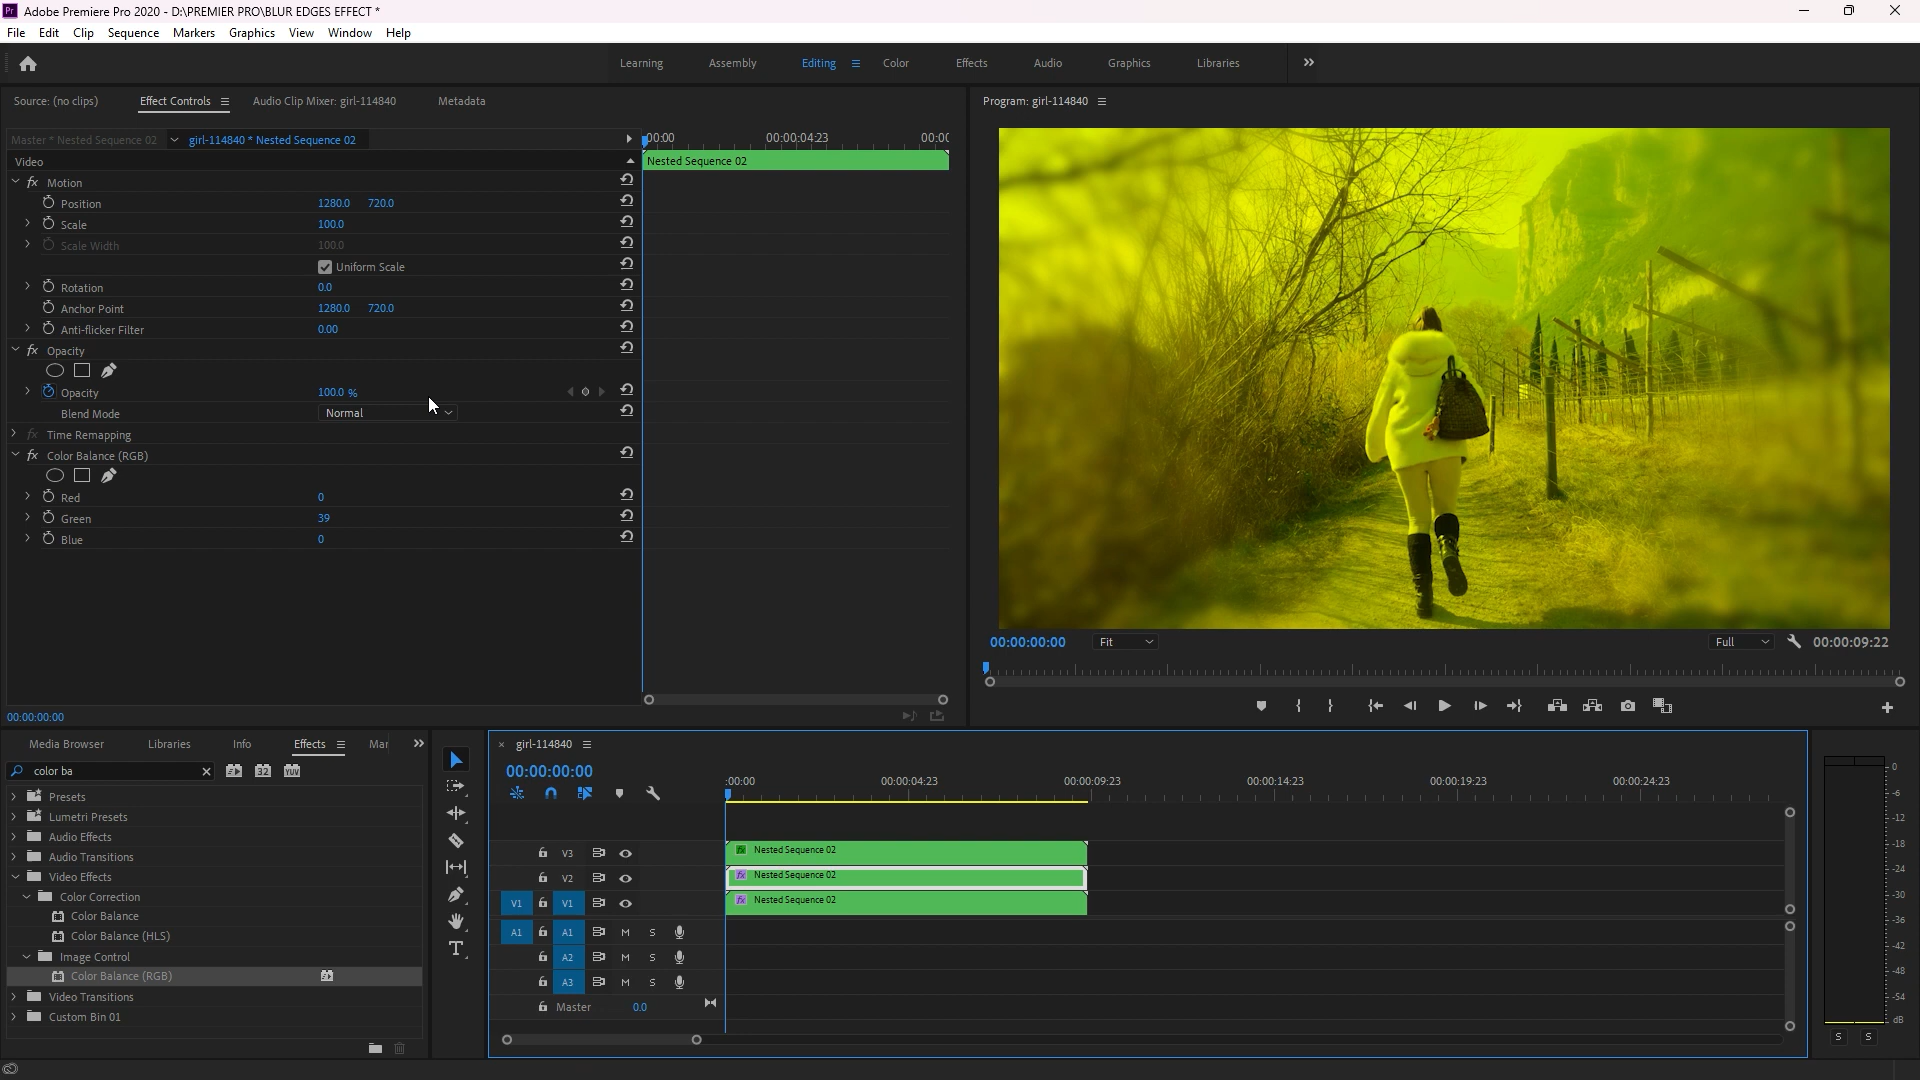 Adobe Premiere Pro 2020 - D:\PREMIER PRO\BLUR EDGES EFFECT *
File Edit Clip Sequence Markers Graphics View Window Help
Learning Assembly Editing Color Effects Audio Graphics Libraries
Source: (no clips) Effect Controls Audio Clip Mixer: girl-114840 Metadata
Program: girl-114840
Master * Nested Sequence 02 girl-114840 * Nested Sequence 02
:00:00 00:00:04:23 00:00
Video
Nested Sequence 02
fx Motion
Position 1280.0 720.0
Scale 100.0
Scale Width 100.0
Uniform Scale
Rotation 0.0
Anchor Point 1280.0 720.0
Anti-flicker Filter 0.00
fx Opacity
Opacity 100.0 %
Blend Mode Normal
fx Time Remapping
fx Color Balance (RGB)
Red 0
Green 39
Blue 0
00:00:00:00
00:00:00:00 Fit Full 00:00:09:22
Media Browser Libraries Info Effects Mar
color ba
32 YUV
Presets
Lumetri Presets
Audio Effects
Audio Transitions
Video Effects
Color Correction
Color Balance
Color Balance (HLS)
Image Control
Color Balance (RGB)
Video Transitions
Custom Bin 01
girl-114840
00:00:00:00
:00:00 00:00:04:23 00:00:09:23 00:00:14:23 00:00:19:23 00:00:24:23
V3 fx Nested Sequence 02
V2 fx Nested Sequence 02
V1 V1 fx Nested Sequence 02
A1 A1 M S
A2 M S
A3 M S
Master 0.0
0
-6
-12
-18
-24
-30
-36
-42
-48
-54
dB
S S